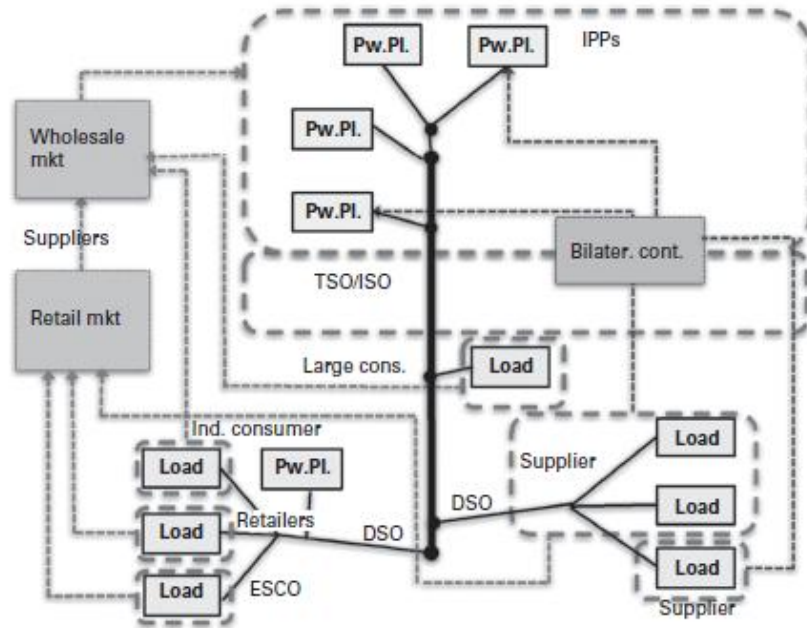 Pw.Pl.
Pw.Pl.
IPPs
Wholesale
mkt
Pw.Pl.
Pw.Pl.
Suppliers
Bilater. cont.
TSO/ISO
Retail mkt
Large cons.
Load
Ind. consumer
Load
Pw.Pl.
Supplier
Load
Load
Retailers
DSO
DSO
Load
Load
ESCO
Load
Supplier